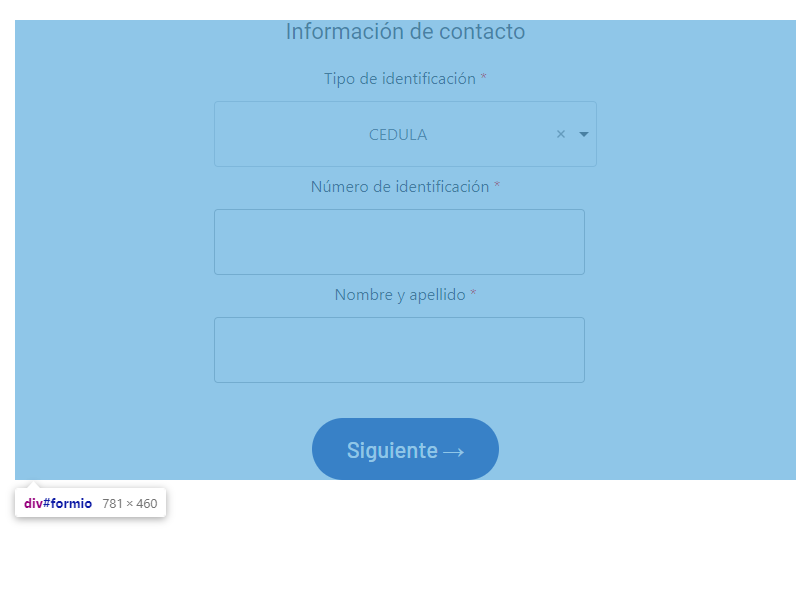 Información de contacto
Tipo de identificación *
CEDULA × 
Número de identificación *
Nombre y apellido *
Siguiente →
div#formio 781 × 460